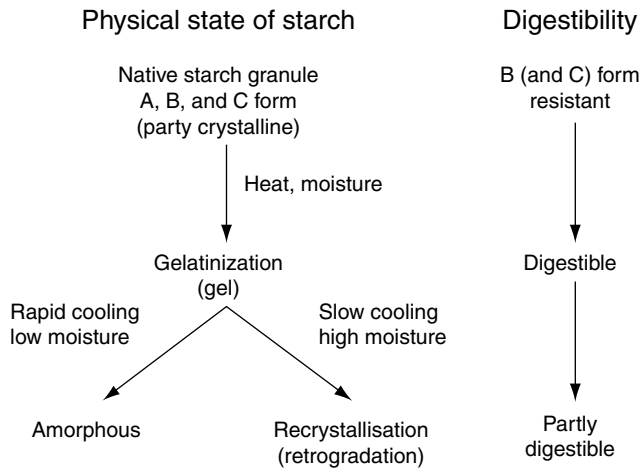 Physical state of starch
Digestibility
Native starch granule
A, B, and C form
(party crystalline)
B (and C) form
resistant
Heat, moisture
Gelatinization
(gel)
Digestible
Rapid cooling
low moisture
Slow cooling
high moisture
Amorphous
Recrystallisation
(retrogradation)
Partly
digestible